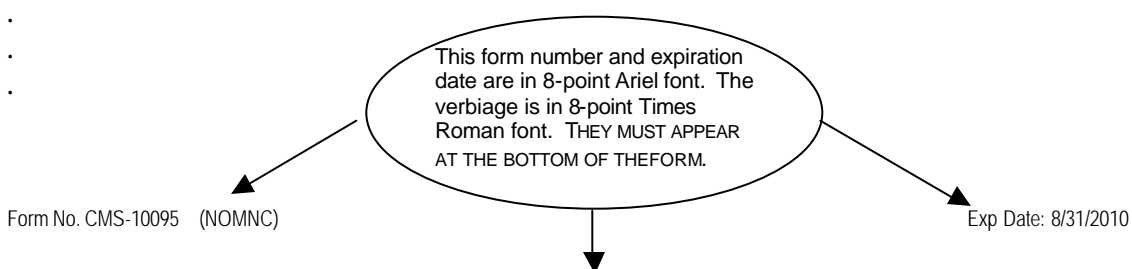 This form number and expiration
date are in 8-point Ariel font. The
verbiage is in 8-point Times
Roman font. THEY MUST APPEAR
AT THE BOTTOM OF THEFORM.
Form No. CMS-10095 (NOMNC) Exp Date: 8/31/2010